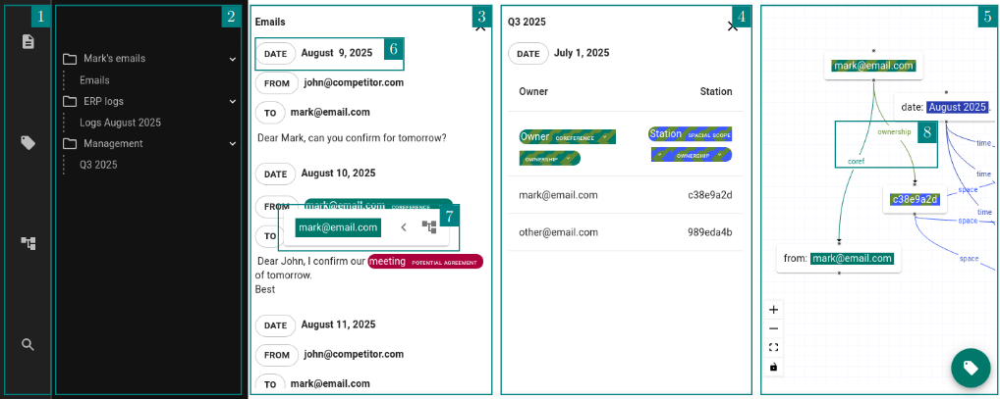 1
2
Mark's emails
Emails
ERP logs
Logs August 2025
Management
Q3 2025
3
Emails
6
DATE August 9, 2025
FROM john@competitor.com
TO mark@email.com
Dear Mark, can you confirm for tomorrow?
DATE August 10, 2025
FROM mark@email.com COREFERENCE
7
TO
mark@email.com
Dear John, I confirm our meeting POTENTIAL AGREEMENT
of tomorrow.
Best
DATE August 11, 2025
FROM john@competitor.com
TO mark@email.com
4
Q3 2025
DATE July 1, 2025
Owner Station
Owner COREFERENCE Station SPACIAL SCOPE
OWNERSHIP OWNERSHIP
mark@email.com c38e9a2d
other@email.com 989eda4b
5
mark@email.com
date: August 2025
8
ownership
time
coref
time
space
c38e9a2d
time
space
from: mark@email.com
space